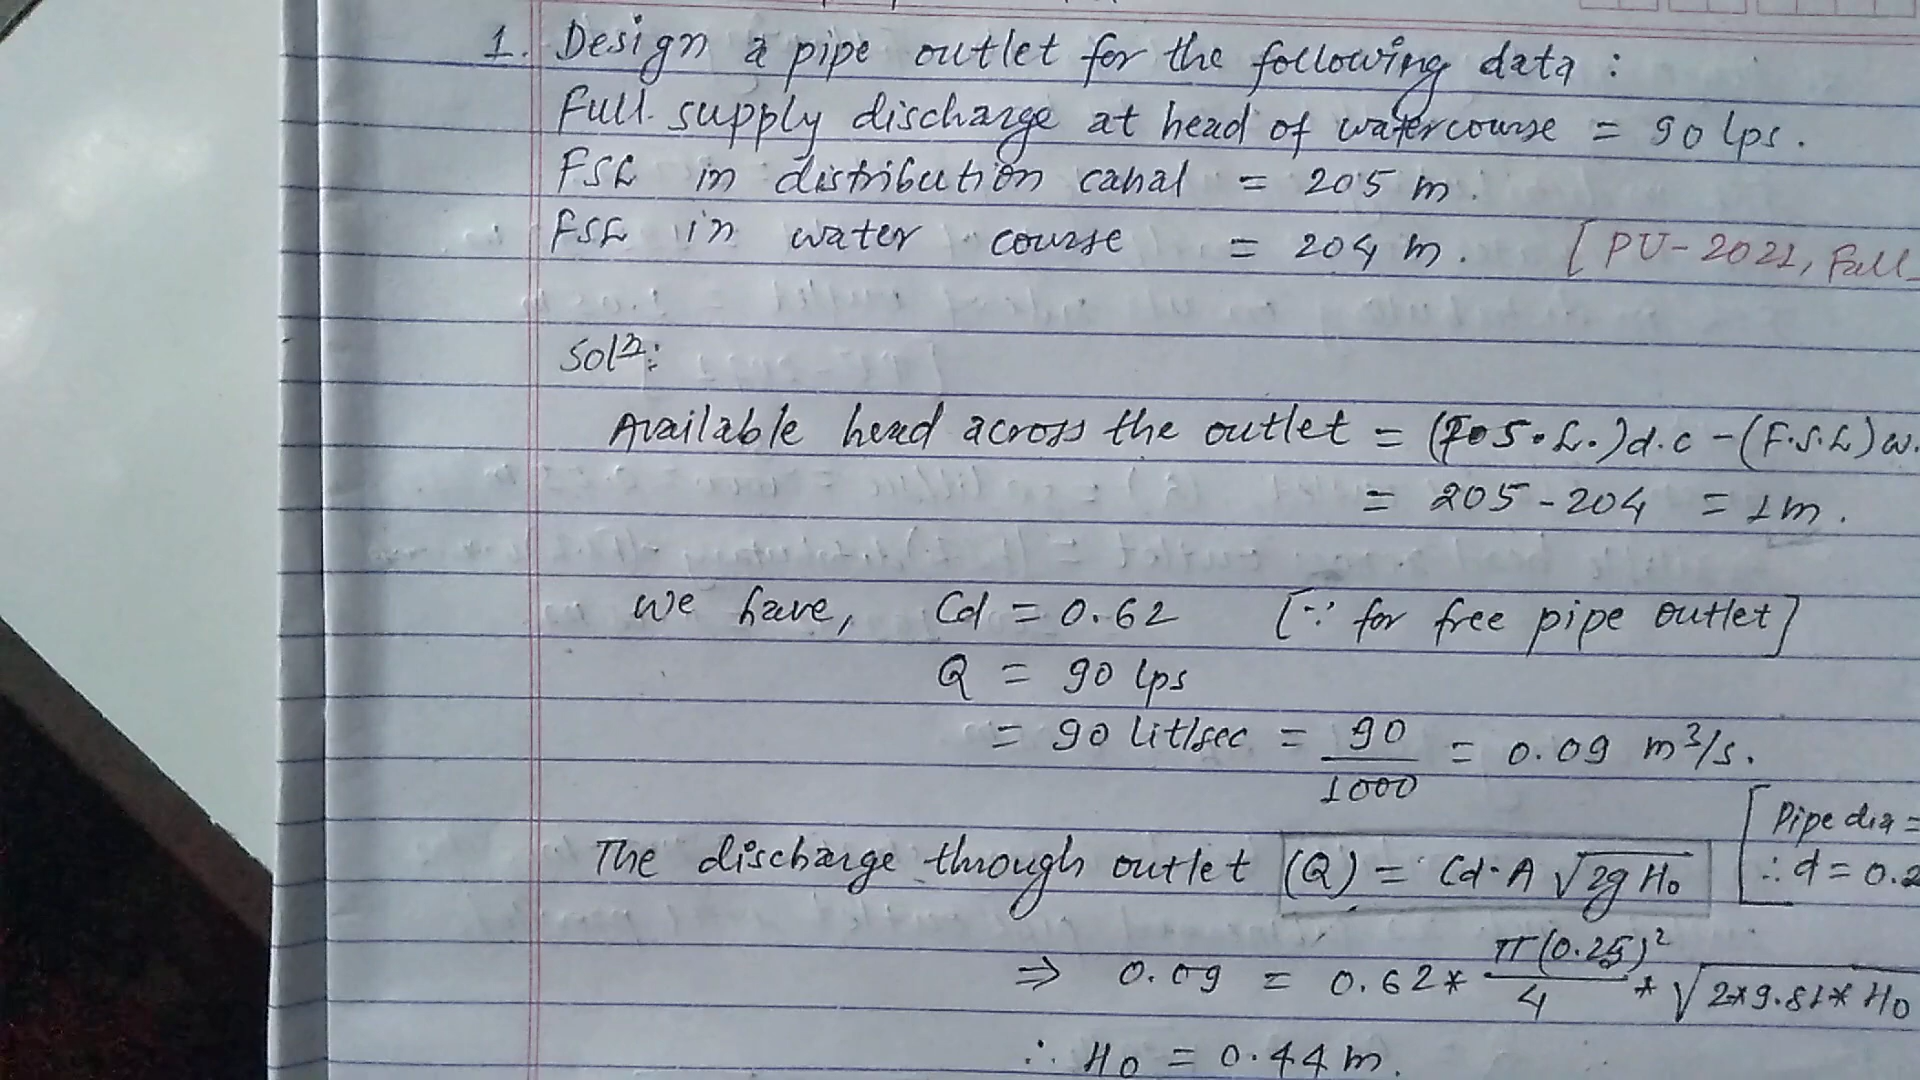 1. Design a pipe outlet for the following data :
Full supply discharge at head of watercourse = 90 lps.
FSL in distribution canal = 205 m.
FSL in water course = 204 m. [PU-2021, Fall
Solⁿ:
Available head across the outlet = (F.S.L.)d.c - (F.S.L)w.
= 205 - 204 = 1m.
We have, Cd = 0.62 [∵ for free pipe outlet]
Q = 90 lps
= 90 lit/sec = 90/1000 = 0.09 m³/s.
[Pipe dia =
The discharge through outlet (Q) = Cd·A √2gHo [∴ d = 0.2
⇒ 0.09 = 0.62 * π(0.25)²/4 * √2*9.81*Ho
∴ Ho = 0.44 m.